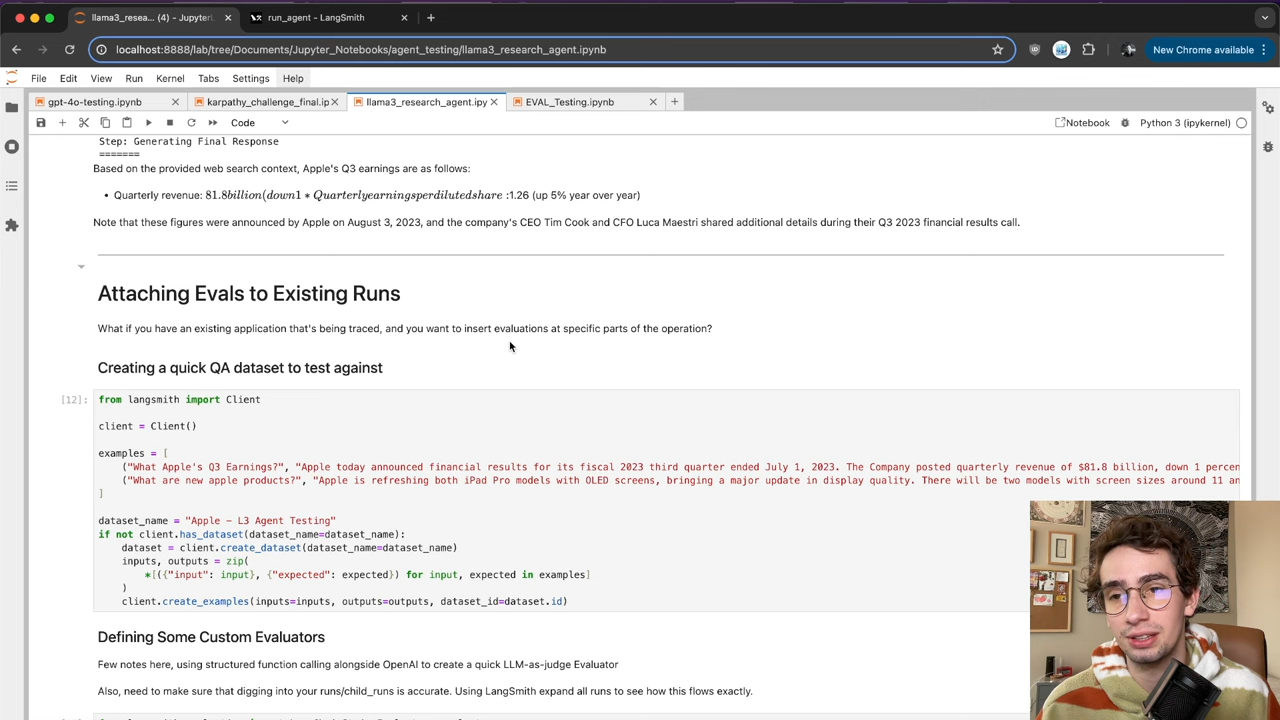 llama3_resea... (4) - JupyterL
run_agent - LangSmith
localhost:8888/lab/tree/Documents/Jupyter_Notebooks/agent_testing/llama3_research_agent.ipynb
New Chrome available
File Edit View Run Kernel Tabs Settings Help
gpt-4o-testing.ipynb
karpathy_challenge_final.ip
llama3_research_agent.ipy
EVAL_Testing.ipynb
Code
Notebook
Python 3 (ipykernel)
Step: Generating Final Response
=======
Based on the provided web search context, Apple's Q3 earnings are as follows:
• Quarterly revenue: 81.8billion(down1 * Quarterlyearningsperdilutedshare :1.26 (up 5% year over year)
Note that these figures were announced by Apple on August 3, 2023, and the company's CEO Tim Cook and CFO Luca Maestri shared additional details during their Q3 2023 financial results call.
Attaching Evals to Existing Runs
What if you have an existing application that's being traced, and you want to insert evaluations at specific parts of the operation?
Creating a quick QA dataset to test against
[12]:
from langsmith import Client
client = Client()
examples = [
("What Apple's Q3 Earnings?", "Apple today announced financial results for its fiscal 2023 third quarter ended July 1, 2023. The Company posted quarterly revenue of $81.8 billion, down 1 percen
("What are new apple products?", "Apple is refreshing both iPad Pro models with OLED screens, bringing a major update in display quality. There will be two models with screen sizes around 11 an
]
dataset_name = "Apple - L3 Agent Testing"
if not client.has_dataset(dataset_name=dataset_name):
dataset = client.create_dataset(dataset_name=dataset_name)
inputs, outputs = zip(
*[({"input": input}, {"expected": expected}) for input, expected in examples]
)
client.create_examples(inputs=inputs, outputs=outputs, dataset_id=dataset.id)
Defining Some Custom Evaluators
Few notes here, using structured function calling alongside OpenAI to create a quick LLM-as-judge Evaluator
Also, need to make sure that digging into your runs/child_runs is accurate. Using LangSmith expand all runs to see how this flows exactly.